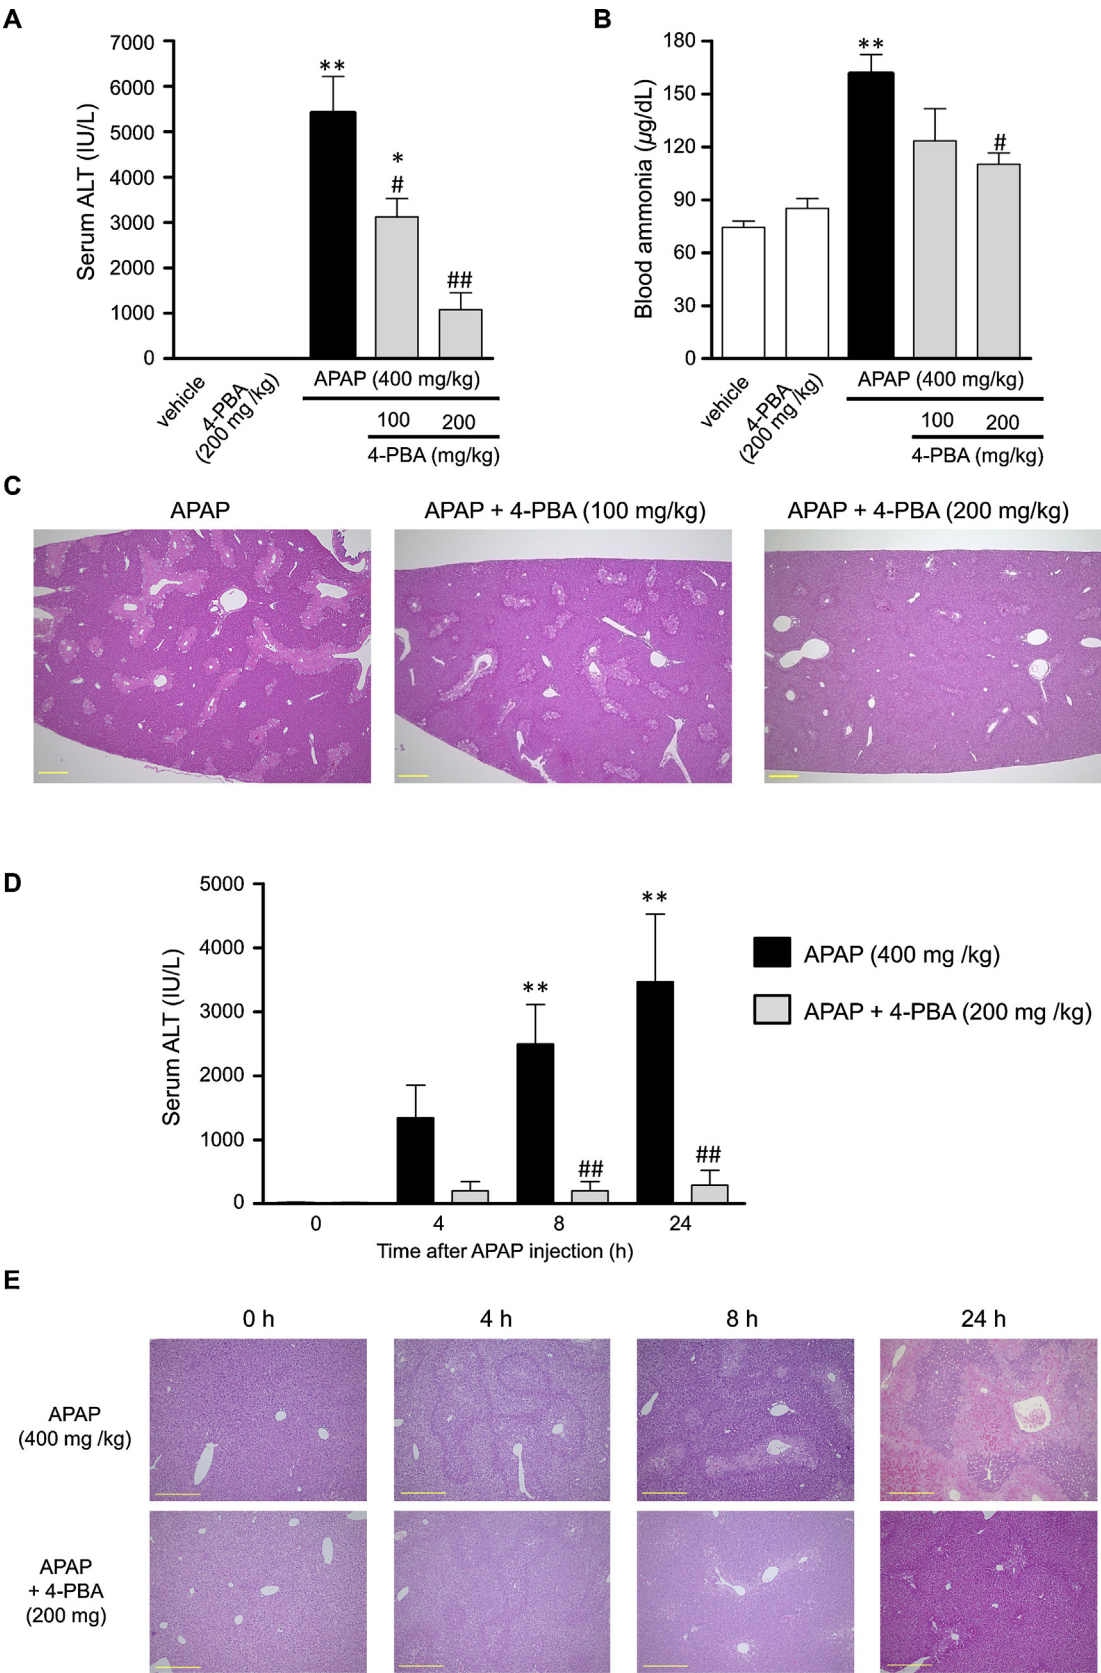 A
7000
6000
5000
4000
3000
2000
1000
0
Serum ALT (IU/L)
**
*
#
##
vehicle
4-PBA
(200 mg /kg)
APAP (400 mg/kg)
100 200
4-PBA (mg/kg)
B
180
150
120
90
60
30
0
Blood ammonia (µg/dL)
**
#
vehicle
4-PBA
(200 mg /kg)
APAP (400 mg/kg)
100 200
4-PBA (mg/kg)
C
APAP
APAP + 4-PBA (100 mg/kg)
APAP + 4-PBA (200 mg/kg)
D
5000
4000
3000
2000
1000
0
Serum ALT (IU/L)
**
**
##
##
0 4 8 24
Time after APAP injection (h)
APAP (400 mg /kg)
APAP + 4-PBA (200 mg /kg)
E
0 h 4 h 8 h 24 h
APAP
(400 mg /kg)
APAP
+ 4-PBA
(200 mg)